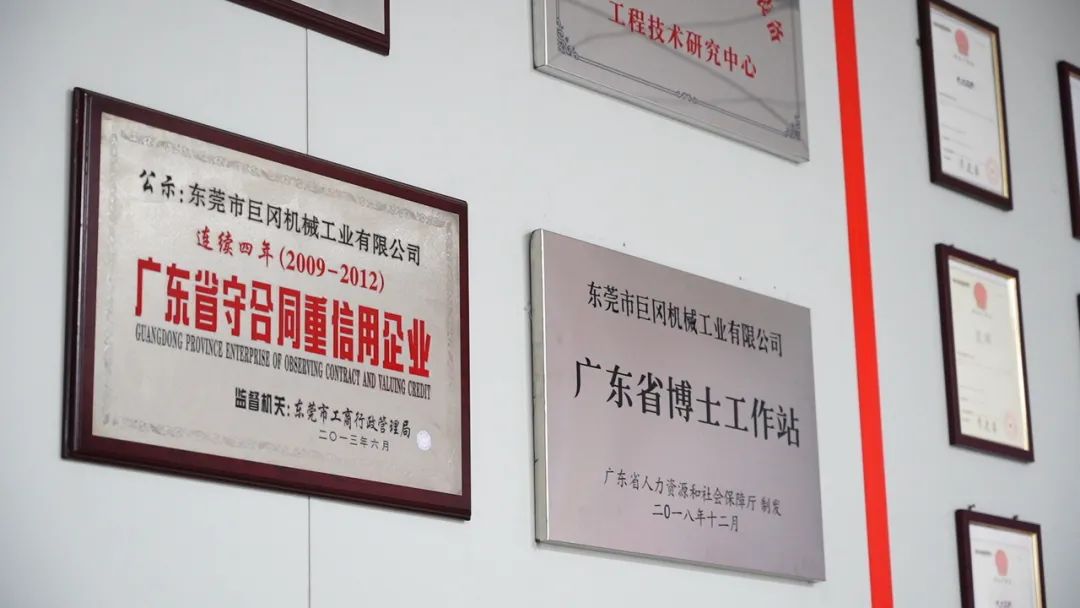 工程技术研究中心
公示:东莞市巨冈机械工业有限公司
连续四年(2009-2012)
广东省守合同重信用企业
GUANGDONG PROVINCE ENTERPRISE OF OBSERVING CONTRACT AND VALUING CREDIT
监督机关:东莞市工商行政管理局
二〇一三年六月
东莞市巨冈机械工业有限公司
广东省博士工作站
广东省人力资源和社会保障厅 制发
二〇一八年十二月